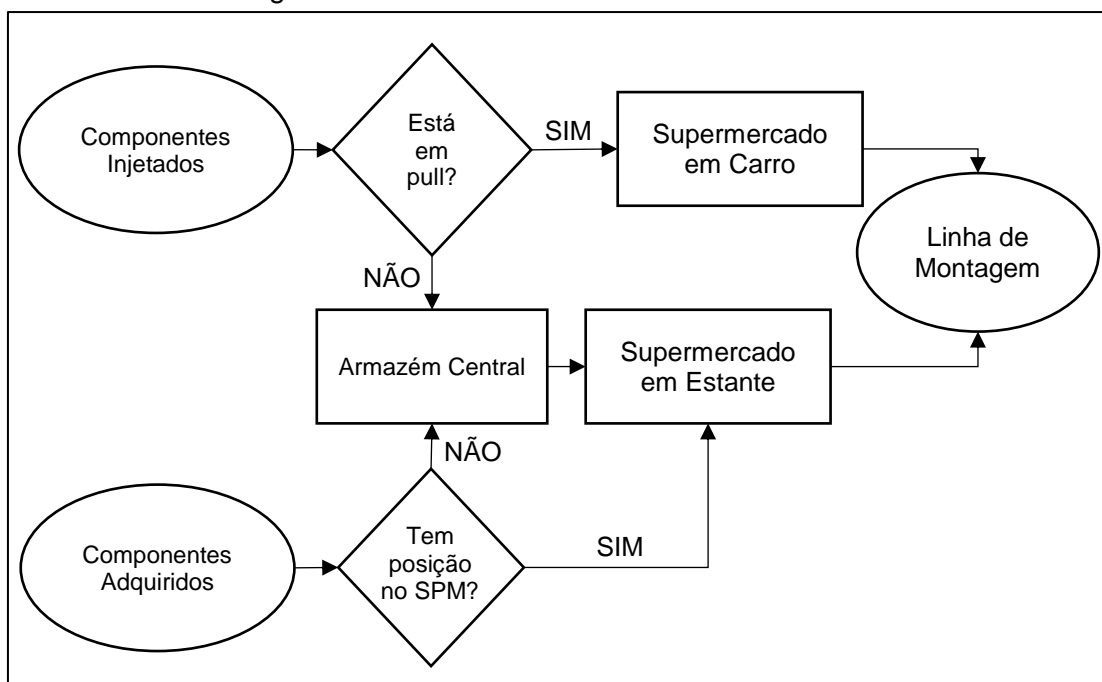 Componentes
Injetados
Está
em
pull?
SIM
Supermercado
em Carro
Linha de
Montagem
NÃO
Armazém Central
Supermercado
em Estante
NÃO
Componentes
Adquiridos
Tem
posição
no SPM?
SIM